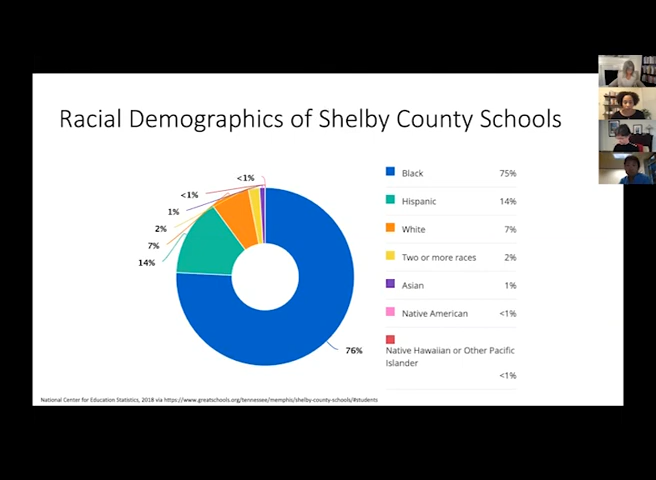 Racial Demographics of Shelby County Schools
<1%
<1%
1%
2%
7%
14%
76%
Black 75%
Hispanic 14%
White 7%
Two or more races 2%
Asian 1%
Native American <1%
Native Hawaiian or Other Pacific
Islander
<1%
National Center for Education Statistics, 2018 via https://www.greatschools.org/tennessee/memphis/shelby-county-schools/#students